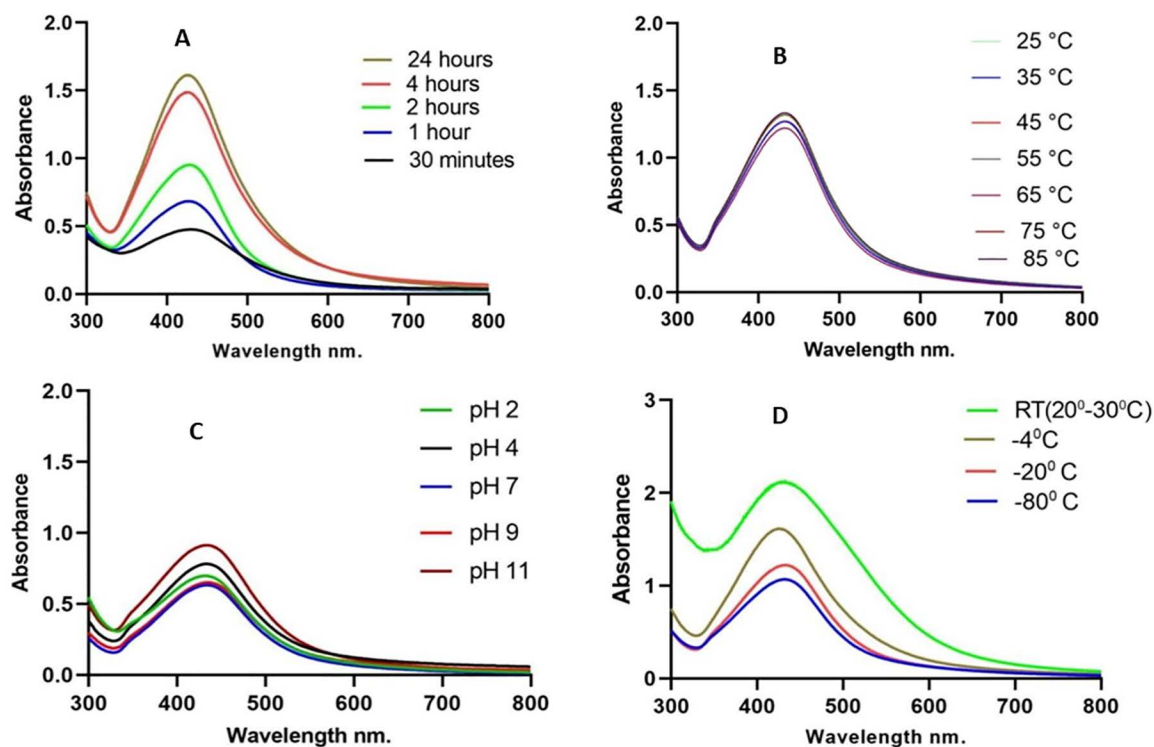 A
2.0
1.5
1.0
0.5
0.0
Absorbance
300 400 500 600 700 800
Wavelength nm.
24 hours
4 hours
2 hours
1 hour
30 minutes
B
2.0
1.5
1.0
0.5
0.0
Absorbance
300 400 500 600 700 800
Wavelength nm.
25 °C
35 °C
45 °C
55 °C
65 °C
75 °C
85 °C
C
2.0
1.5
1.0
0.5
0.0
Absorbance
300 400 500 600 700 800
Wavelength nm.
pH 2
pH 4
pH 7
pH 9
pH 11
D
3
2
1
0
Absorbance
300 400 500 600 700 800
Wavelength nm.
RT(20⁰-30⁰C)
-4⁰C
-20⁰ C
-80⁰ C